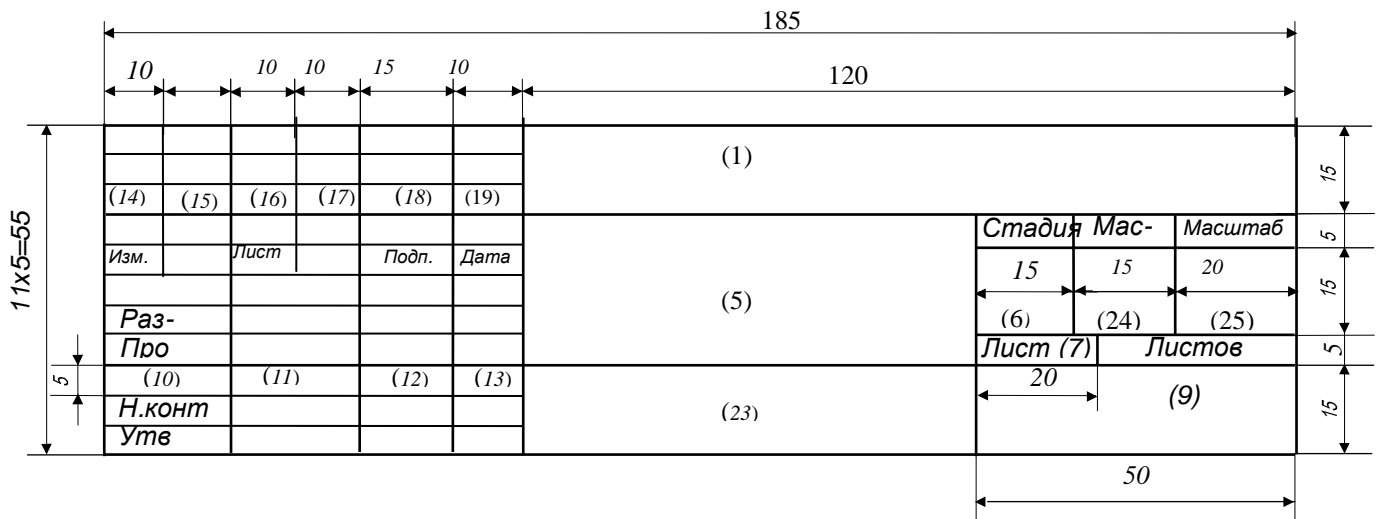 185
10 10 10 15 10 120
(1)
15
(14) (15) (16) (17) (18) (19)
11x5=55
Стадия Мас- Масштаб
5
Изм. Лист Подп. Дата
15 15 20
15
(5)
(6) (24) (25)
Раз-
Про
Лист (7) Листов
5
5
(10) (11) (12) (13)
20
(9)
Н.конт
(23)
15
Утв
50